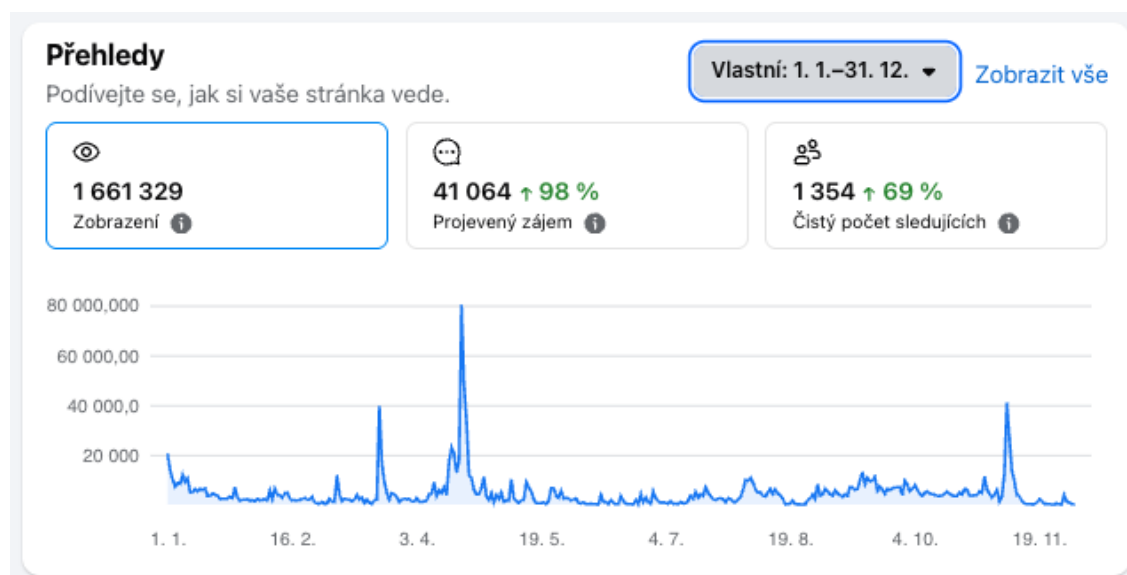 Přehledy
Podívejte se, jak si vaše stránka vede.
Vlastní: 1. 1.–31. 12.
Zobrazit vše
1 661 329
Zobrazení
41 064 ↑ 98 %
Projevený zájem
1 354 ↑ 69 %
Čistý počet sledujících
80 000,000
60 000,00
40 000,0
20 000
1. 1. 16. 2. 3. 4. 19. 5. 4. 7. 19. 8. 4. 10. 19. 11.